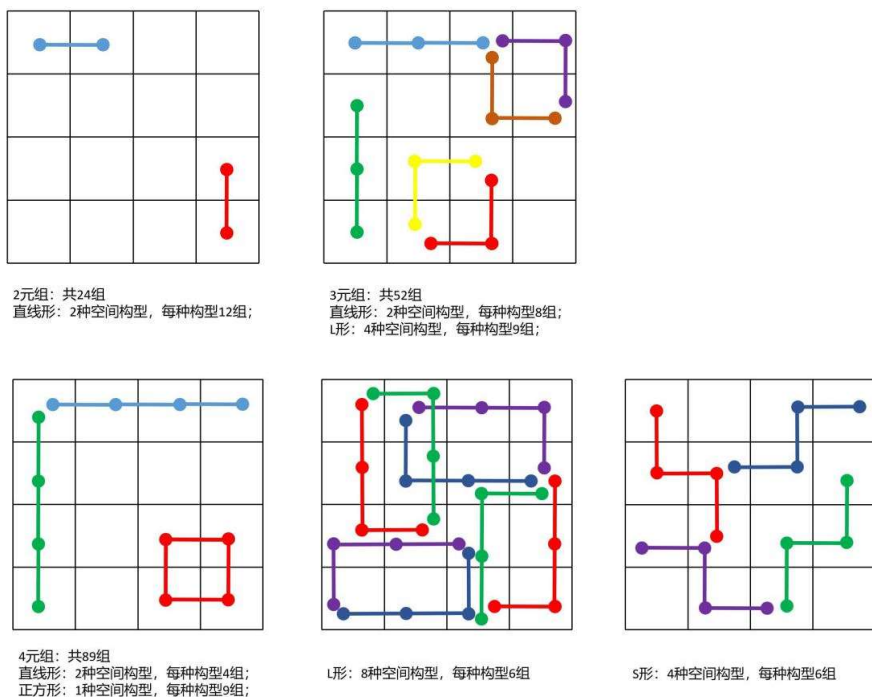 2元组：共24组
直线形：2种空间构型，每种构型12组；
3元组：共52组
直线形：2种空间构型，每种构型8组；
L形：4种空间构型，每种构型9组；
4元组：共89组
直线形：2种空间构型，每种构型4组；
正方形：1种空间构型，每种构型9组；
L形：8种空间构型，每种构型6组
S形：4种空间构型，每种构型6组